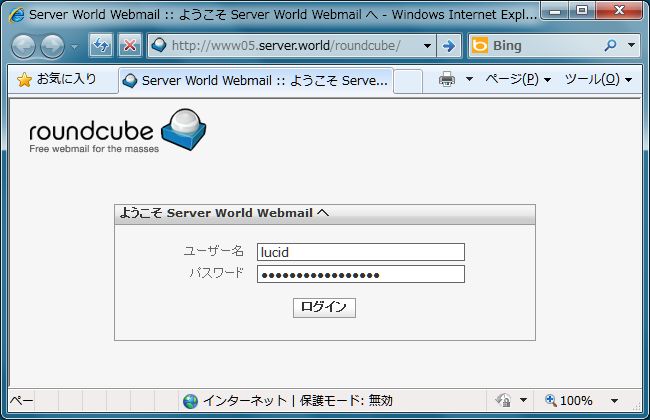 Server World Webmail :: ようこそ Server World Webmail へ - Windows Internet Expl...
http://www05.server.world/roundcube/
Bing
お気に入り
Server World Webmail :: ようこそ Serve...
ページ(P)
ツール(O)
roundcube
Free webmail for the masses
ようこそ Server World Webmail へ
ユーザー名 lucid
パスワード ●●●●●●●●●●●●●●●●●
ログイン
ペー インターネット | 保護モード: 無効 100%